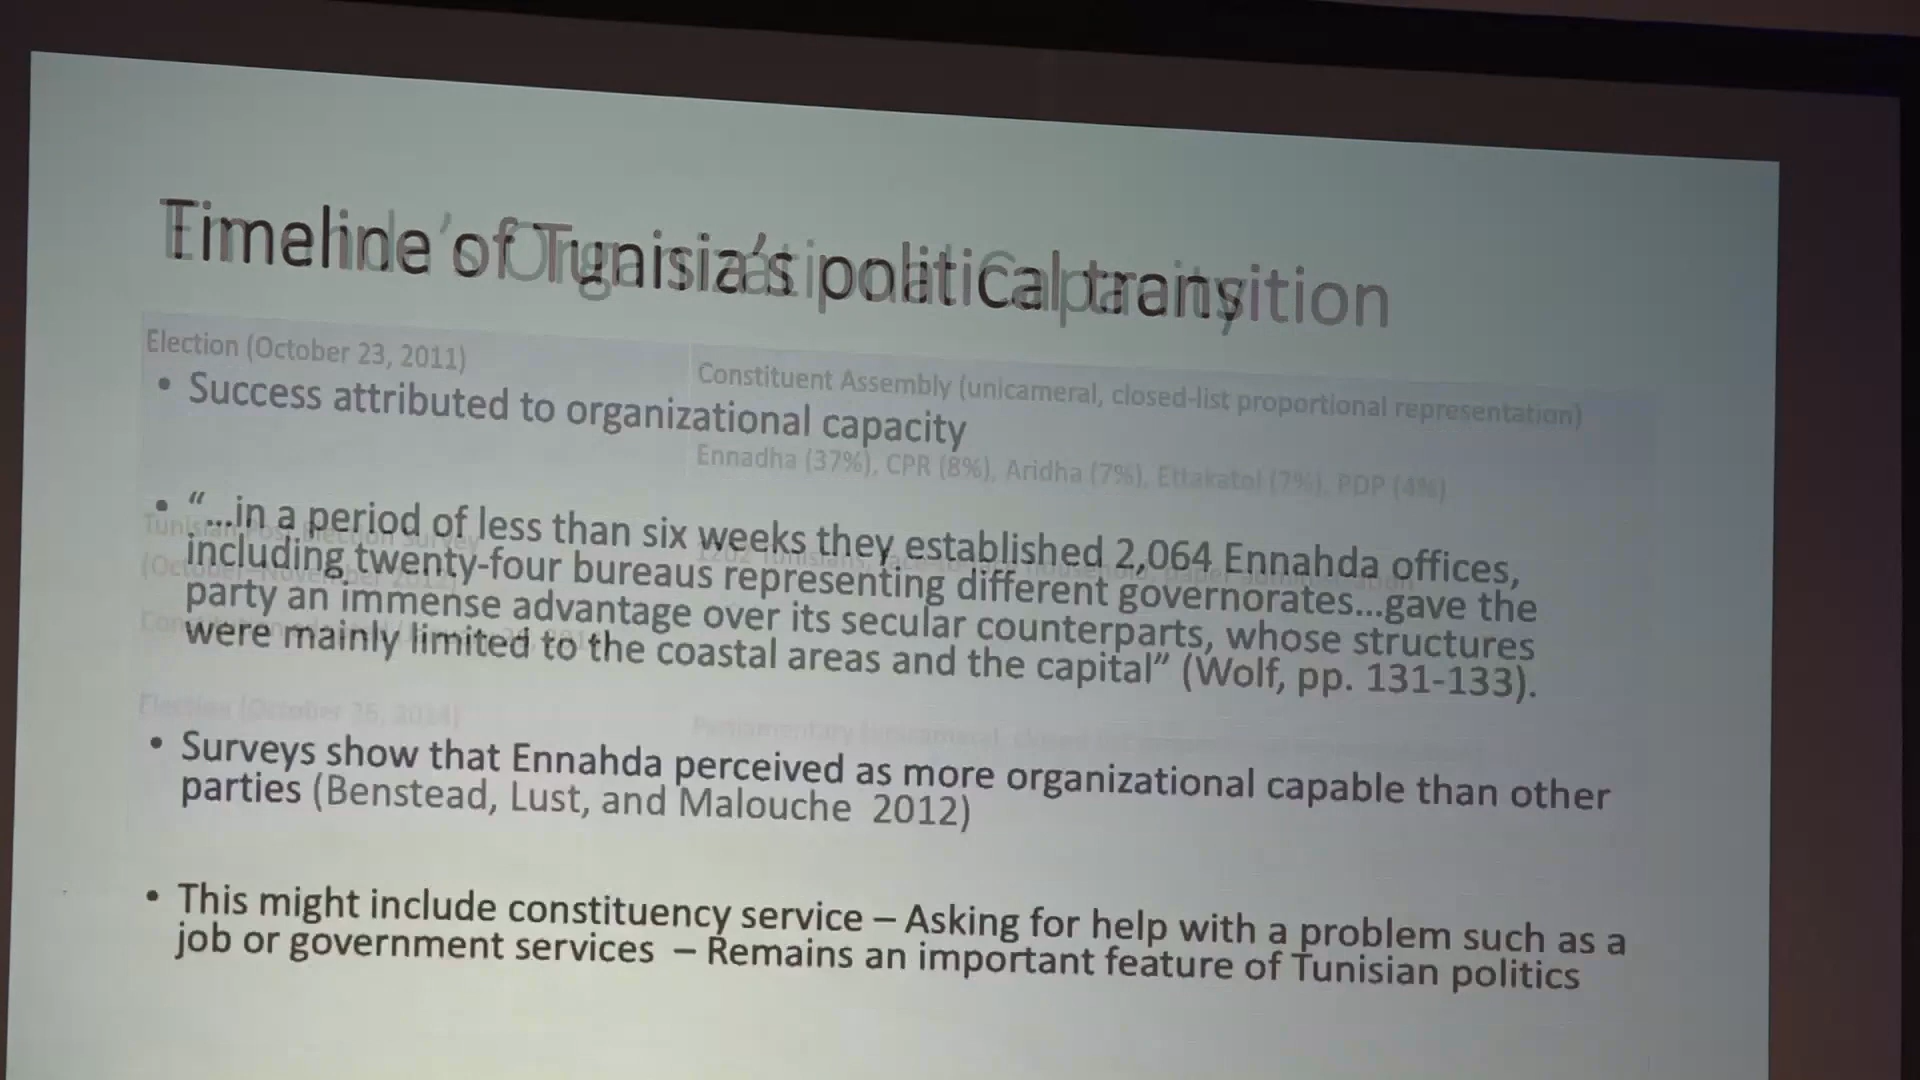 Timeline of Tunisia's political transition
Election (October 23, 2011)
Constituent Assembly (unicameral, closed-list proportional representation)
• Success attributed to organizational capacity
Ennadha (37%), CPR (8%), Aridha (7%), Ettakatol (7%), PDP (4%)
• “...in a period of less than six weeks they established 2,064 Ennahda offices,
including twenty-four bureaus representing different governorates...gave the
party an immense advantage over its secular counterparts, whose structures
were mainly limited to the coastal areas and the capital” (Wolf, pp. 131-133).
Election (October 26, 2014)
• Surveys show that Ennahda perceived as more organizational capable than other
parties (Benstead, Lust, and Malouche 2012)
• This might include constituency service – Asking for help with a problem such as a
job or government services – Remains an important feature of Tunisian politics